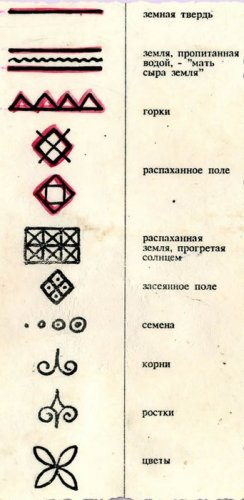 земная твердь
земля, пропитанная
водой, - "мать
сыра земля"
горки
распаханное поле
распаханная
земля, прогретая
солнцем
засеянное поле
семена
корни
ростки
цветы